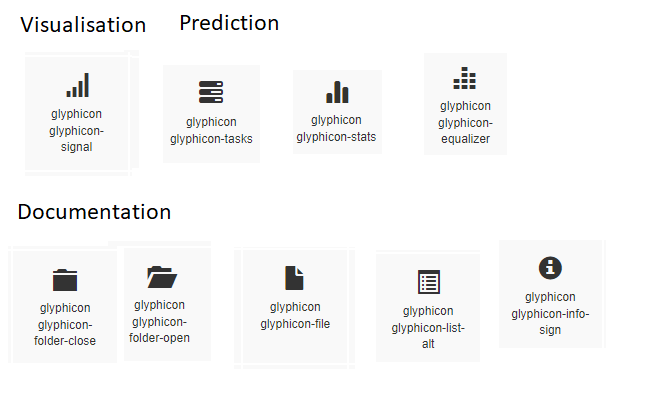 Visualisation
Prediction
glyphicon
glyphicon-
signal
glyphicon
glyphicon-tasks
glyphicon
glyphicon-stats
glyphicon
glyphicon-
equalizer
Documentation
glyphicon
glyphicon-
folder-close
glyphicon
glyphicon-
folder-open
glyphicon
glyphicon-file
glyphicon
glyphicon-list-
alt
glyphicon
glyphicon-info-
sign